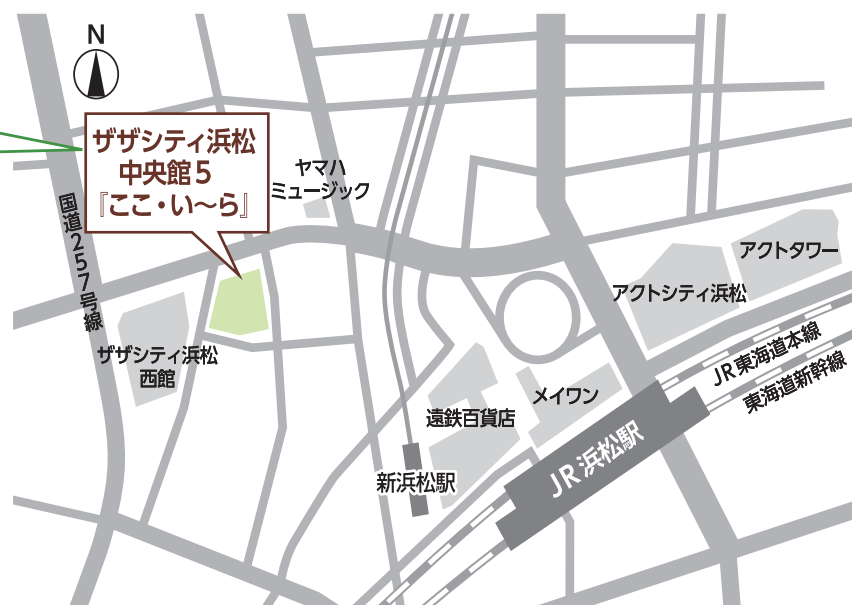 N
ザザシティ浜松
中央館5
『ここ・い〜ら』
ヤマハ
ミュージック
国道257号線
ザザシティ浜松
西館
アクトタワー
アクトシティ浜松
JR東海道本線
東海道新幹線
メイワン
遠鉄百貨店
新浜松駅
JR浜松駅